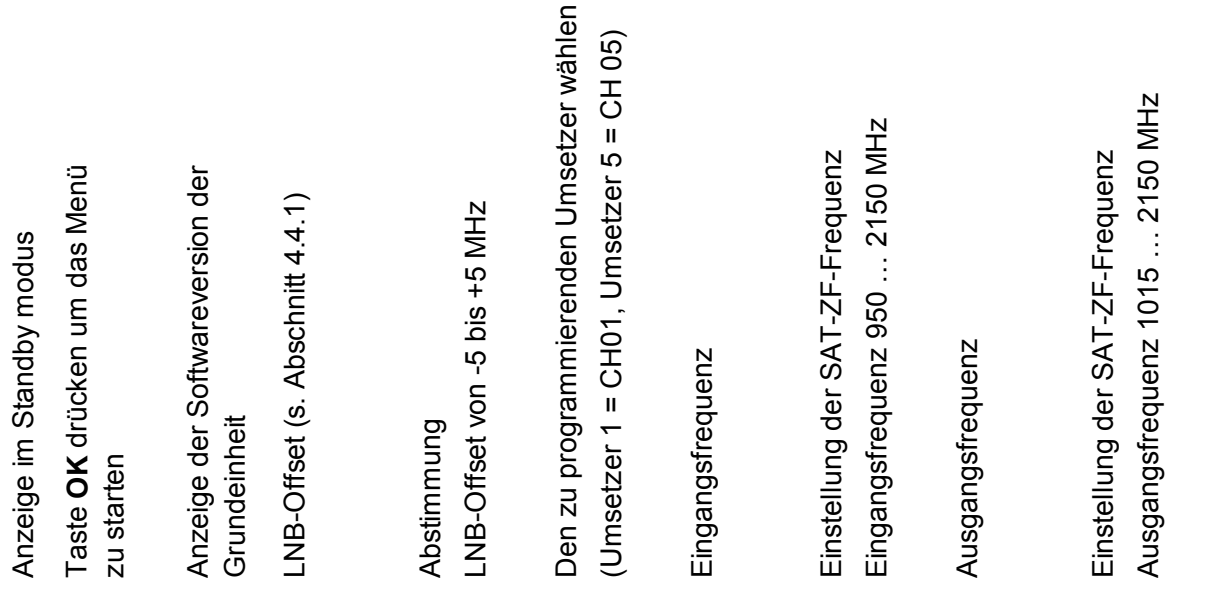 Anzeige im Standby modus
Taste OK drücken um das Menü
zu starten
Anzeige der Softwareversion der
Grundeinheit
LNB-Offset (s. Abschnitt 4.4.1)
Abstimmung
LNB-Offset von -5 bis +5 MHz
Den zu programmierenden Umsetzer wählen
(Umsetzer 1 = CH01, Umsetzer 5 = CH 05)
Eingangsfrequenz
Einstellung der SAT-ZF-Frequenz
Eingangsfrequenz 950 … 2150 MHz
Ausgangsfrequenz
Einstellung der SAT-ZF-Frequenz
Ausgangsfrequenz 1015 … 2150 MHz